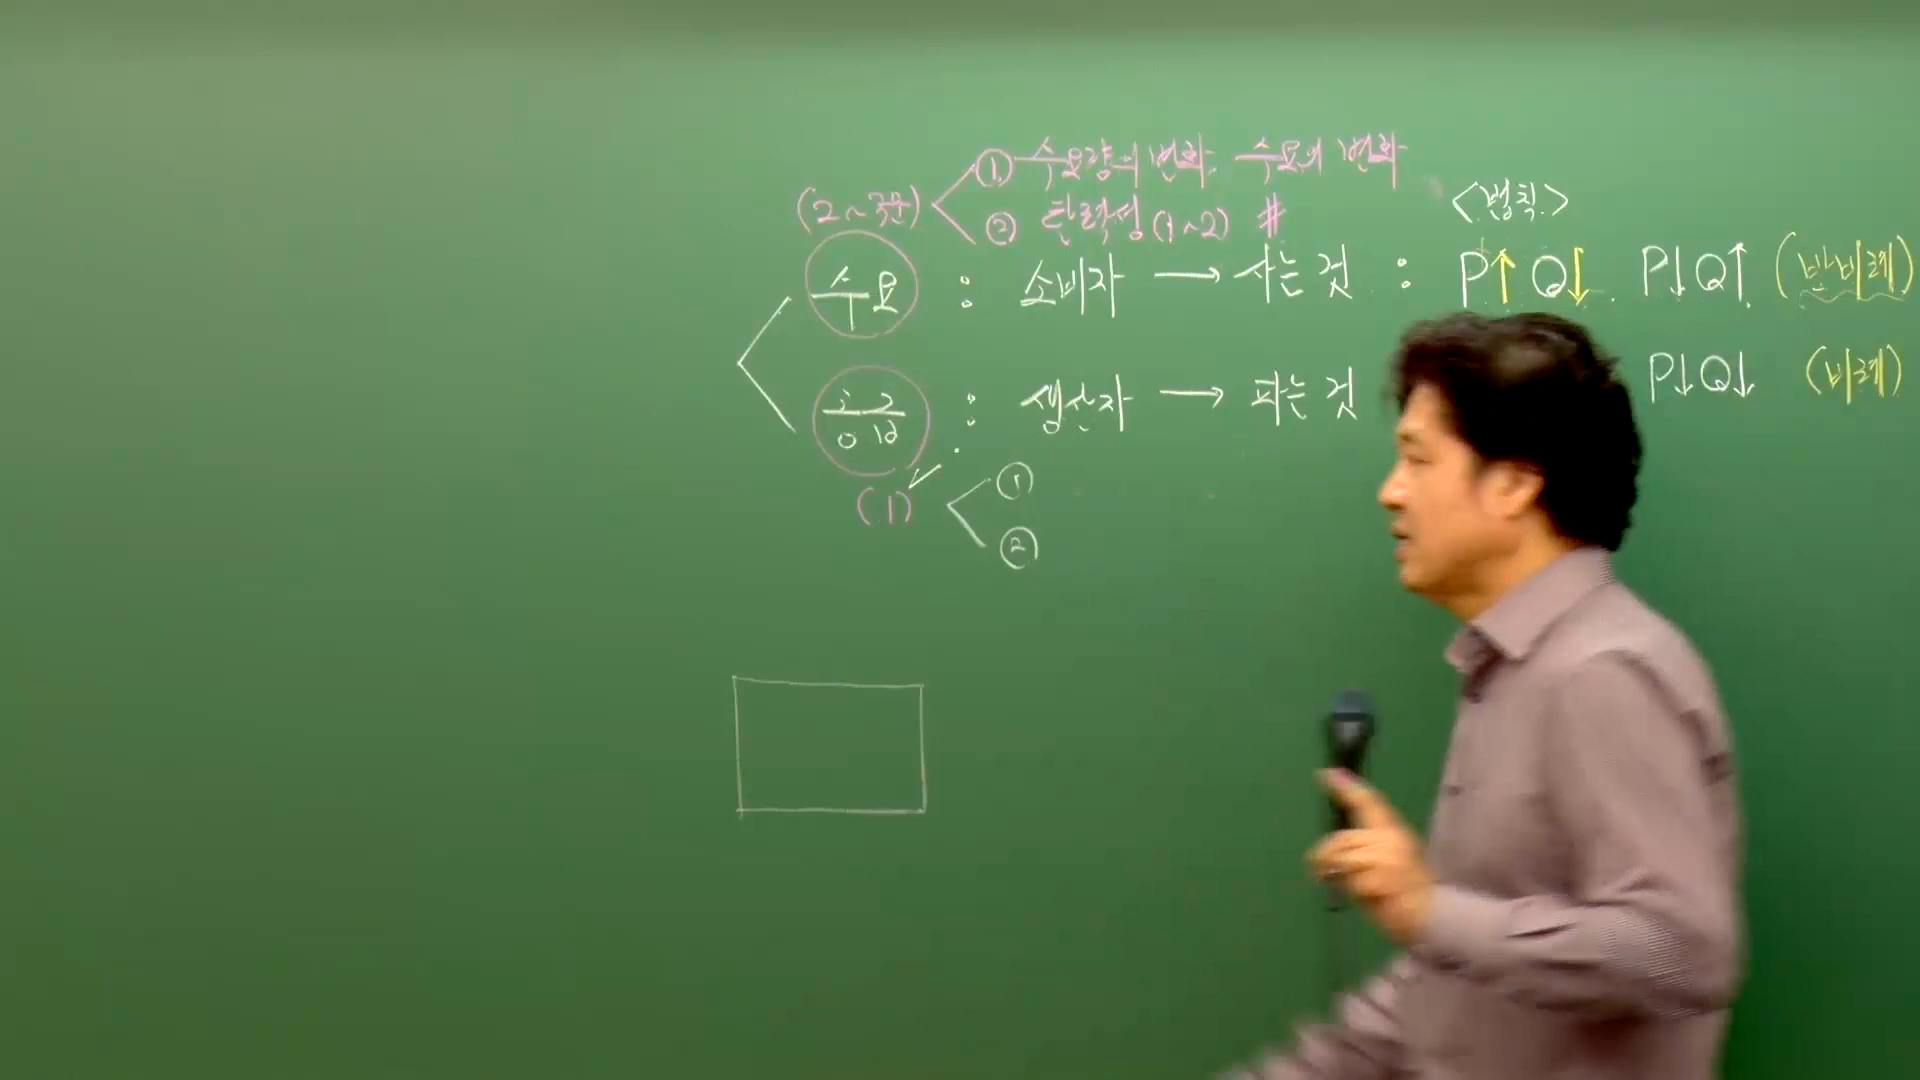 ① 수요량의 변화, 수요의 변화
(2~3문) ② 탄력성 (1~2) #
<법칙>
수요 : 소비자 → 사는 것 : P↑ Q↓. P↓Q↑ (반비례)
공급 : 생산자 → 파는 것 P↓Q↓ (비례)
(1) ①
②